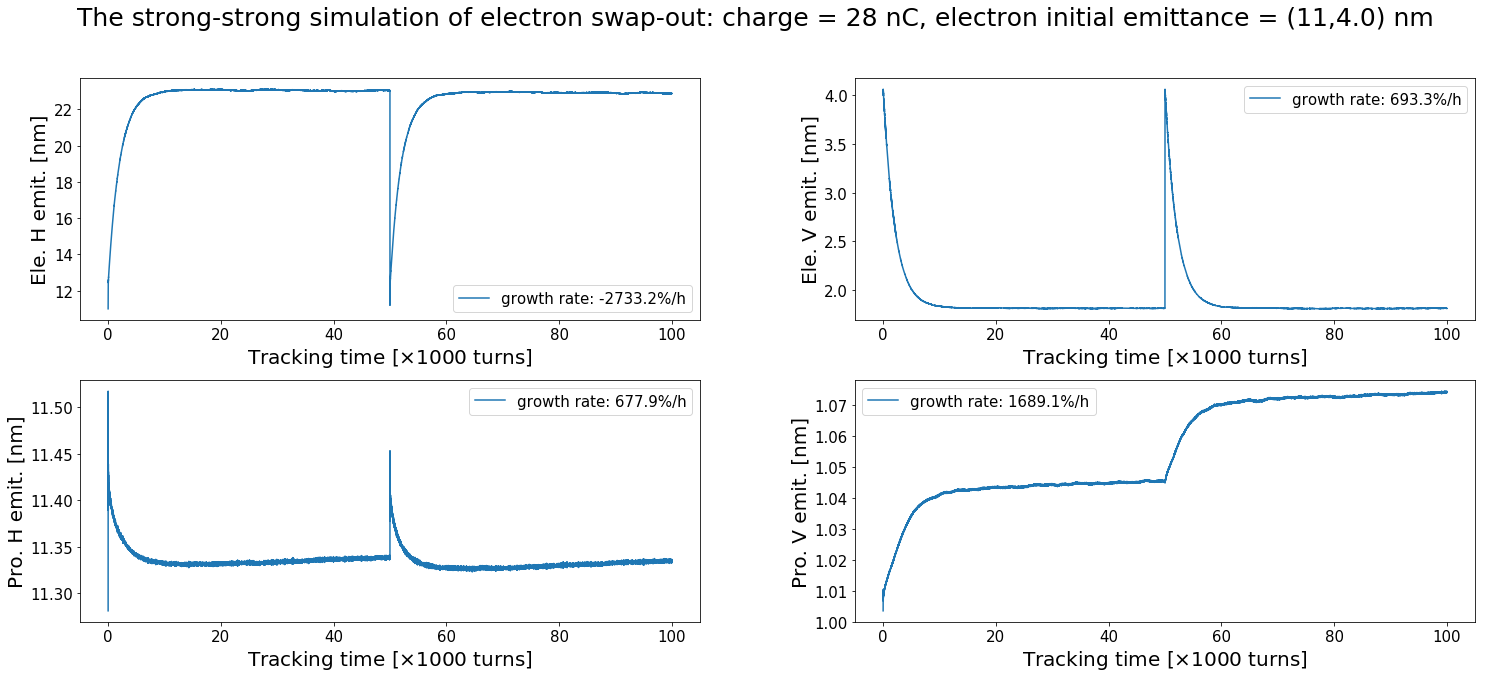 The strong-strong simulation of electron swap-out: charge = 28 nC, electron initial emittance = (11,4.0) nm
Ele. H emit. [nm]
22
20
18
16
14
12
growth rate: -2733.2%/h
0 20 40 60 80 100
Tracking time [×1000 turns]
Ele. V emit. [nm]
4.0
3.5
3.0
2.5
2.0
growth rate: 693.3%/h
0 20 40 60 80 100
Tracking time [×1000 turns]
Pro. H emit. [nm]
11.50
11.45
11.40
11.35
11.30
growth rate: 677.9%/h
0 20 40 60 80 100
Tracking time [×1000 turns]
Pro. V emit. [nm]
1.07
1.06
1.05
1.04
1.03
1.02
1.01
1.00
growth rate: 1689.1%/h
0 20 40 60 80 100
Tracking time [×1000 turns]